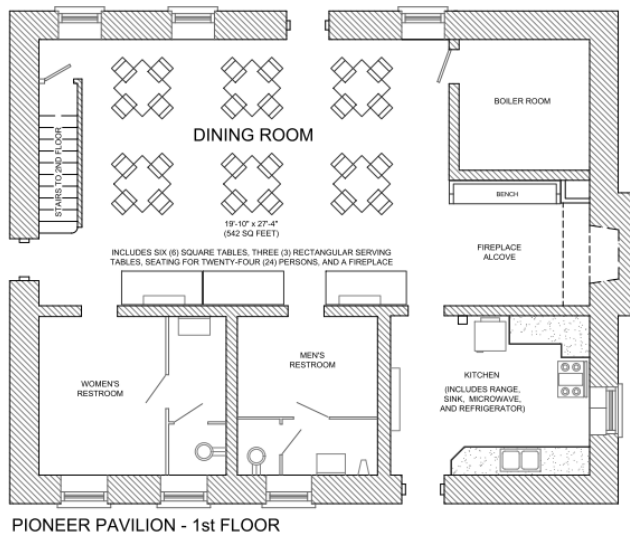 BOILER ROOM
DINING ROOM
STAIRS TO 2ND FLOOR
BENCH
19'-10" x 27'-4"
(542 SQ FEET)
INCLUDES SIX (6) SQUARE TABLES, THREE (3) RECTANGULAR SERVING
TABLES, SEATING FOR TWENTY-FOUR (24) PERSONS, AND A FIREPLACE
FIREPLACE
ALCOVE
WOMEN'S
RESTROOM
MEN'S
RESTROOM
KITCHEN
(INCLUDES RANGE,
SINK, MICROWAVE,
AND REFRIGERATOR)
PIONEER PAVILION - 1st FLOOR